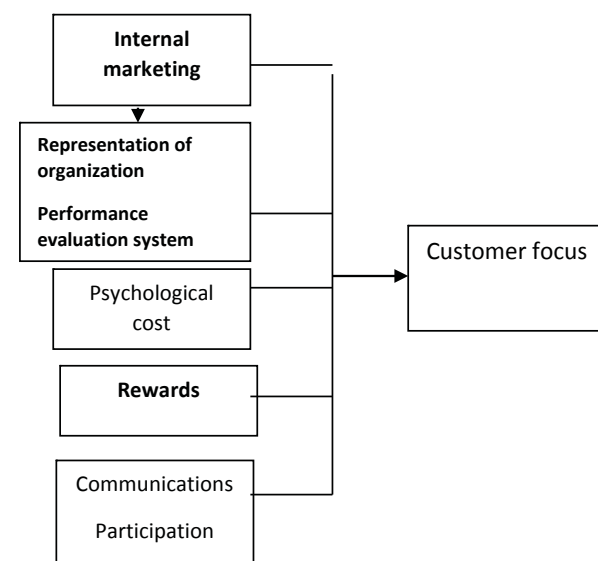 Internal
marketing
Representation of
organization
Performance
evaluation system
Psychological
cost
Rewards
Communications
Participation
Customer focus